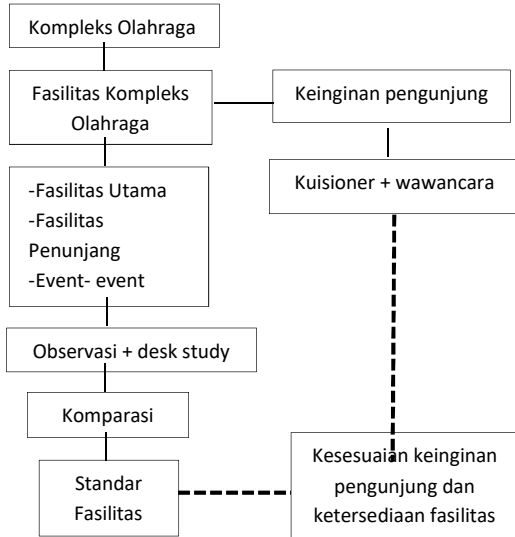 Kompleks Olahraga
Fasilitas Kompleks
Olahraga
Keinginan pengunjung
-Fasilitas Utama
-Fasilitas
Penunjang
-Event- event
Kuisioner + wawancara
Observasi + desk study
Komparasi
Standar
Fasilitas
Kesesuaian keinginan
pengunjung dan
ketersediaan fasilitas